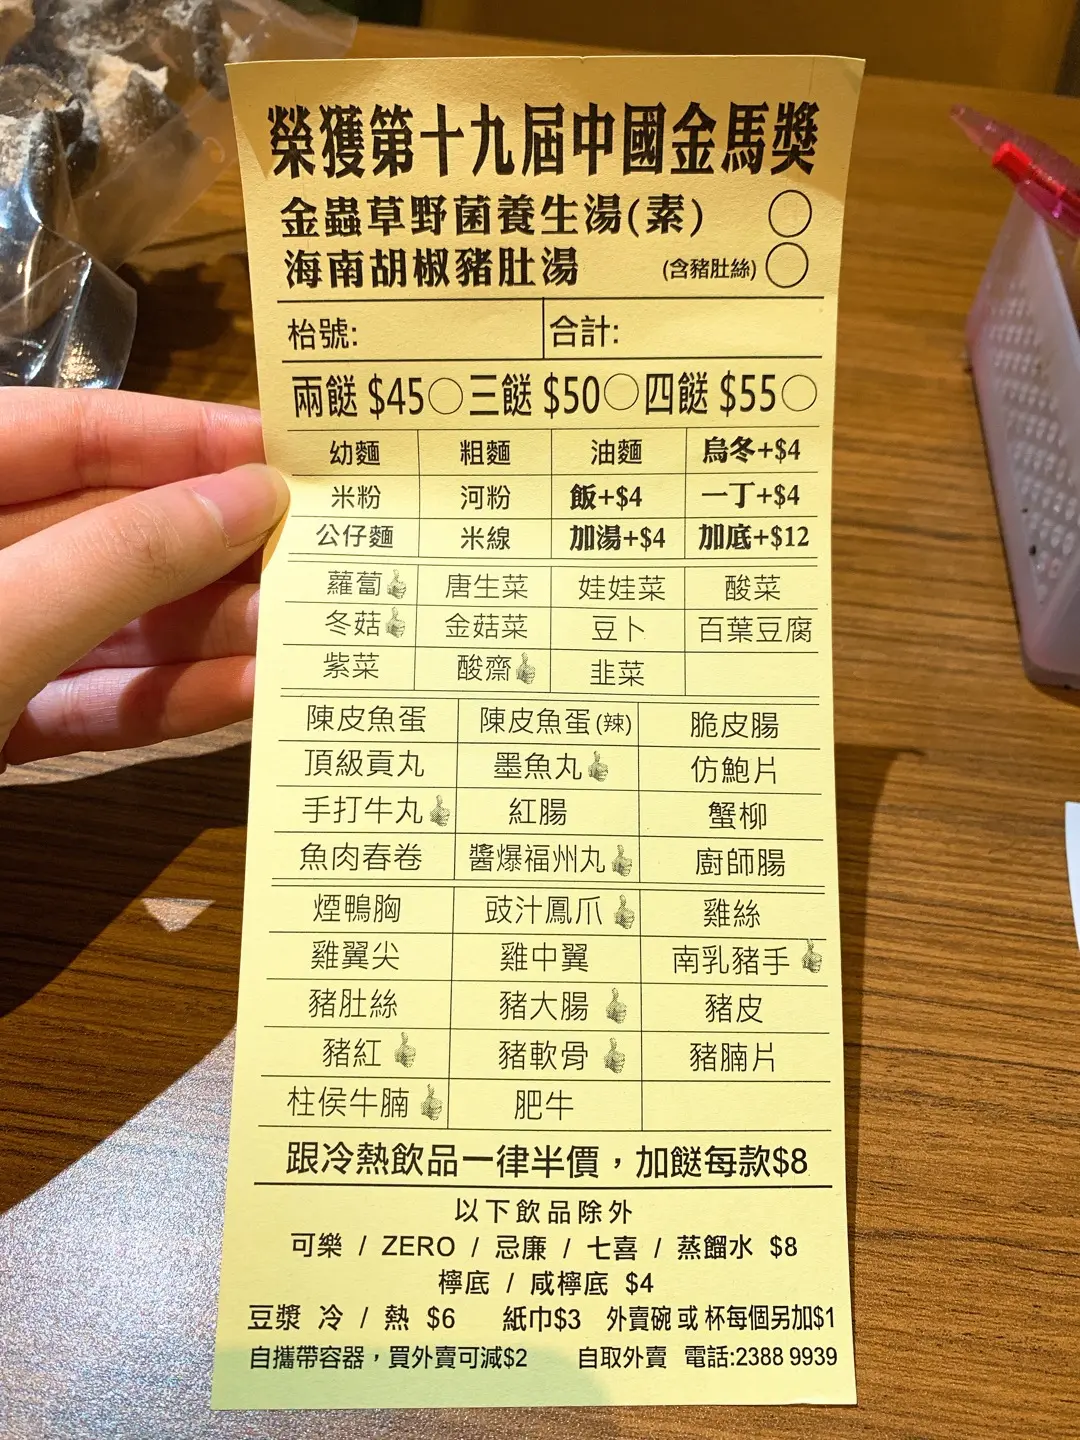 榮獲第十九屆中國金馬獎
金蟲草野菌養生湯(素)
海南胡椒豬肚湯 (含豬肚絲)
枱號: 合計:
兩餸 $45 三餸 $50 四餸 $55
幼麵 粗麵 油麵 烏冬+$4
米粉 河粉 飯+$4 一丁+$4
公仔麵 米線 加湯+$4 加底+$12
蘿蔔 唐生菜 娃娃菜 酸菜
冬菇 金菇菜 豆卜 百葉豆腐
紫菜 酸齋 韭菜
陳皮魚蛋 陳皮魚蛋(辣) 脆皮腸
頂級貢丸 墨魚丸 仿鮑片
手打牛丸 紅腸 蟹柳
魚肉春卷 醬爆福州丸 廚師腸
煙鴨胸 豉汁鳳爪 雞絲
雞翼尖 雞中翼 南乳豬手
豬肚絲 豬大腸 豬皮
豬紅 豬軟骨 豬腩片
柱侯牛腩 肥牛
跟冷熱飲品一律半價，加餸每款$8
以下飲品除外
可樂 / ZERO / 忌廉 / 七喜 / 蒸餾水 $8
檸底 / 咸檸底 $4
豆漿 冷 / 熱 $6 紙巾$3 外賣碗 或 杯每個另加$1
自攜帶容器，買外賣可減$2 自取外賣 電話:2388 9939